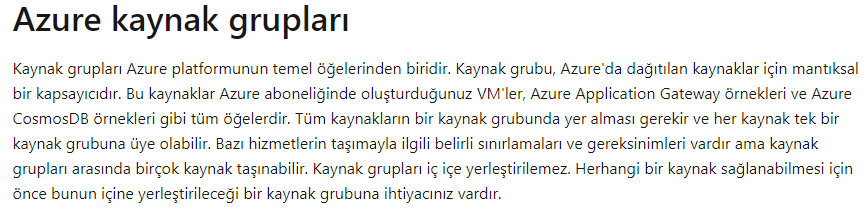 Azure kaynak grupları
Kaynak grupları Azure platformunun temel öğelerinden biridir. Kaynak grubu, Azure'da dağıtılan kaynaklar için mantıksal
bir kapsayıcıdır. Bu kaynaklar Azure aboneliğinde oluşturduğunuz VM'ler, Azure Application Gateway örnekleri ve Azure
CosmosDB örnekleri gibi tüm öğelerdir. Tüm kaynakların bir kaynak grubunda yer alması gerekir ve her kaynak tek bir
kaynak grubuna üye olabilir. Bazı hizmetlerin taşımayla ilgili belirli sınırlamaları ve gereksinimleri vardır ama kaynak
grupları arasında birçok kaynak taşınabilir. Kaynak grupları iç içe yerleştirilemez. Herhangi bir kaynak sağlanabilmesi için
önce bunun içine yerleştirileceği bir kaynak grubuna ihtiyacınız vardır.